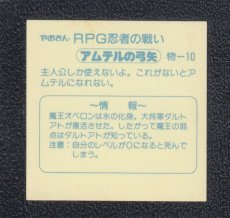 やおきん RPG忍者の戦い
アムテルの弓矢 物-10
主人公しか使えないよ。これがないとア
ムテルになれない。
~情 報~
魔王オベロンは氷の化身。大将軍ダルト
アトが復活させた。したがって魔王の弱
点はダルトアトが知っている。
注意：自分のレベルが0になると死んで
しまう。